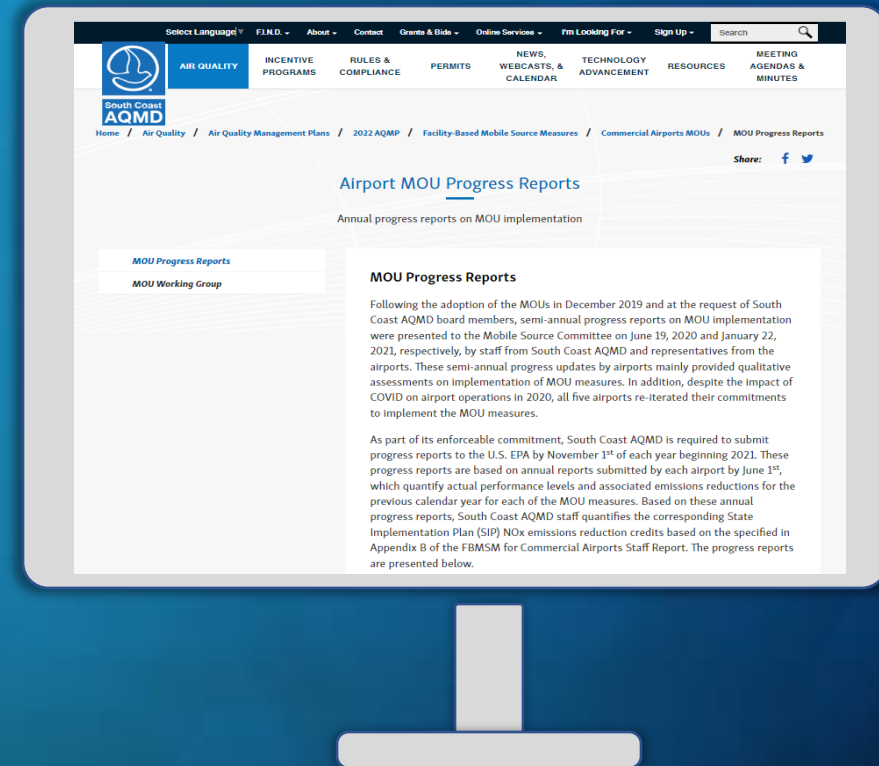 Select Language ▼ F.I.N.D. About Contact Grants & Bids Online Services I'm Looking For Sign Up Search
AIR QUALITY
INCENTIVE
PROGRAMS
RULES &
COMPLIANCE
PERMITS
NEWS,
WEBCASTS, &
CALENDAR
TECHNOLOGY
ADVANCEMENT
RESOURCES
MEETING
AGENDAS &
MINUTES
South Coast
AQMD
Home / Air Quality / Air Quality Management Plans / 2022 AQMP / Facility-Based Mobile Source Measures / Commercial Airports MOUs / MOU Progress Reports
Share:
Airport MOU Progress Reports
Annual progress reports on MOU implementation
MOU Progress Reports
MOU Working Group
MOU Progress Reports
Following the adoption of the MOUs in December 2019 and at the request of South
Coast AQMD board members, semi-annual progress reports on MOU implementation
were presented to the Mobile Source Committee on June 19, 2020 and January 22,
2021, respectively, by staff from South Coast AQMD and representatives from the
airports. These semi-annual progress updates by airports mainly provided qualitative
assessments on implementation of MOU measures. In addition, despite the impact of
COVID on airport operations in 2020, all five airports re-iterated their commitments
to implement the MOU measures.
As part of its enforceable commitment, South Coast AQMD is required to submit
progress reports to the U.S. EPA by November 1st of each year beginning 2021. These
progress reports are based on annual reports submitted by each airport by June 1st,
which quantify actual performance levels and associated emissions reductions for the
previous calendar year for each of the MOU measures. Based on these annual
progress reports, South Coast AQMD staff quantifies the corresponding State
Implementation Plan (SIP) NOx emissions reduction credits based on the specified in
Appendix B of the FBMSM for Commercial Airports Staff Report. The progress reports
are presented below.